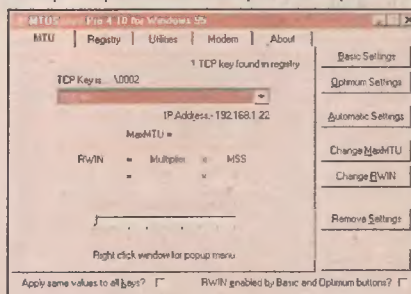 MTUS Pro 4.10 for Windows 95
MTU Registry Utilities Modem About
1 TCP key found in registry
TCP Key is... \0002
IP Address:- 192.168.1.22
MaxMTU =
RWIN = Multiplex x MSS
= x
Right click window for popup menu
Basic Settings
Optimum Settings
Automatic Settings
Change MaxMTU
Change RWIN
Remove Settings
Apply same values to all keys?
RWIN enabled by Basic and Optimum buttons?